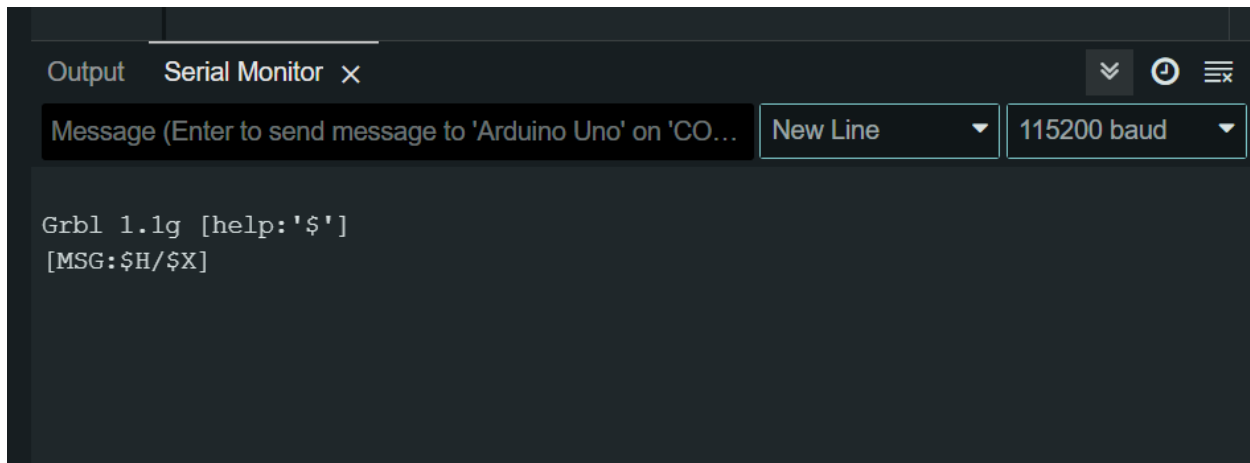 Output Serial Monitor ×
Message (Enter to send message to 'Arduino Uno' on 'CO... New Line 115200 baud
Grbl 1.1g [help:'$']
[MSG:$H/$X]